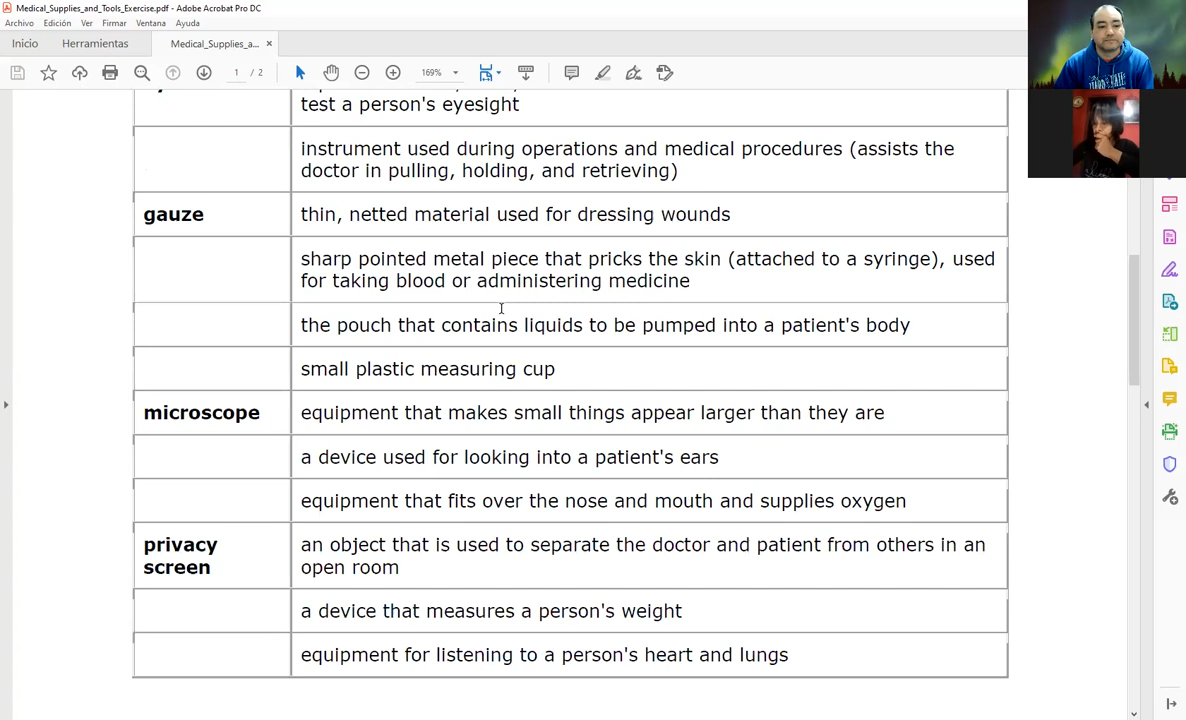 Medical_Supplies_and_Tools_Exercise.pdf - Adobe Acrobat Pro DC
Archivo Edición Ver Firmar Ventana Ayuda
Inicio Herramientas Medical_Supplies_a... ×
1 / 2 169%
test a person's eyesight
instrument used during operations and medical procedures (assists the
doctor in pulling, holding, and retrieving)
gauze thin, netted material used for dressing wounds
sharp pointed metal piece that pricks the skin (attached to a syringe), used
for taking blood or administering medicine
the pouch that contains liquids to be pumped into a patient's body
small plastic measuring cup
microscope equipment that makes small things appear larger than they are
a device used for looking into a patient's ears
equipment that fits over the nose and mouth and supplies oxygen
privacy an object that is used to separate the doctor and patient from others in an
screen open room
a device that measures a person's weight
equipment for listening to a person's heart and lungs